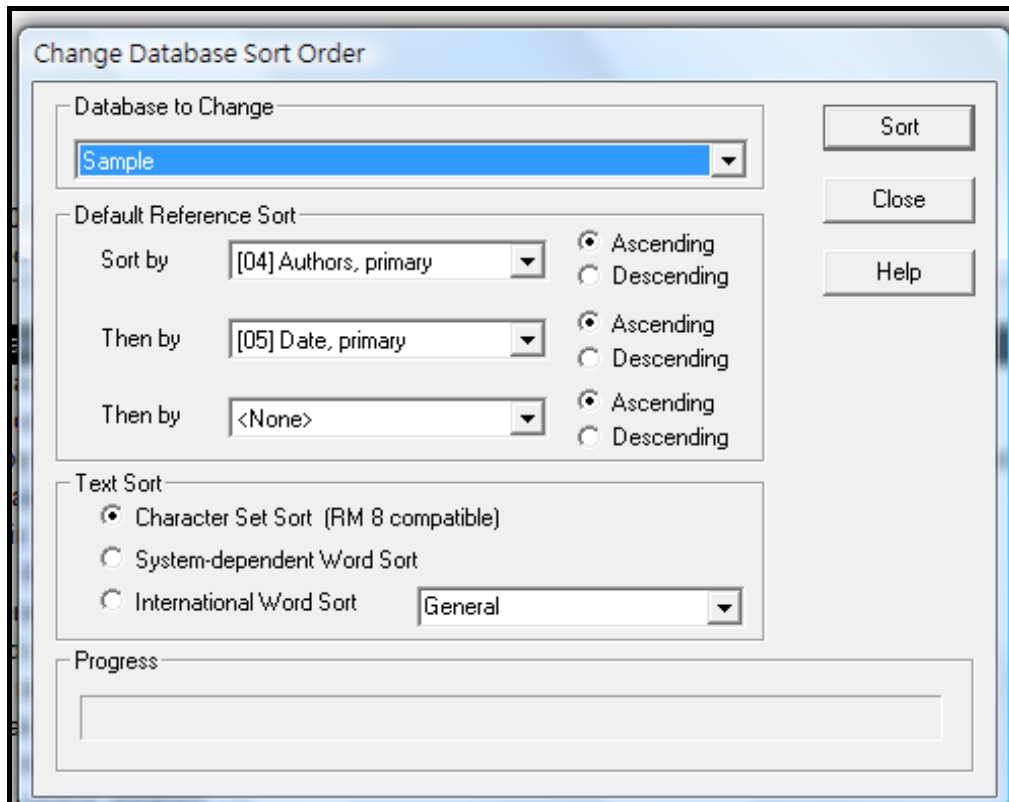 Change Database Sort Order
Database to Change
Sample
Sort
Close
Help
Default Reference Sort
Sort by [04] Authors, primary Ascending
Descending
Then by [05] Date, primary Ascending
Descending
Then by <None> Ascending
Descending
Text Sort
Character Set Sort (RM 8 compatible)
System-dependent Word Sort
International Word Sort General
Progress